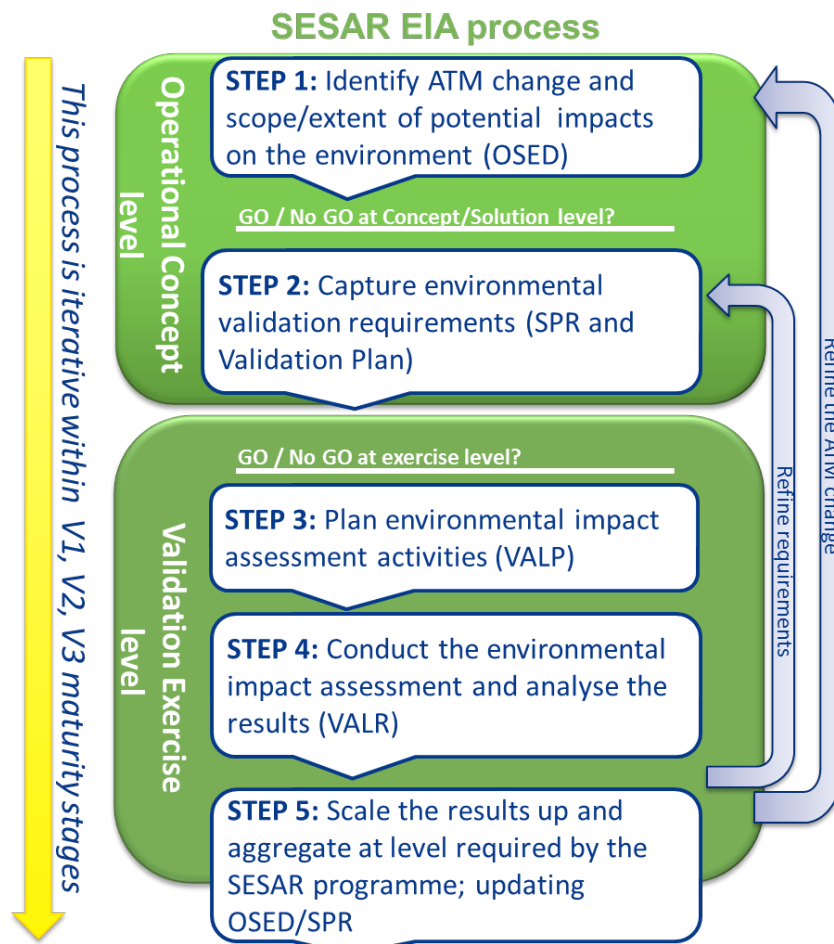 SESAR EIA process
This process is iterative within V1, V2, V3 maturity stages
Operational Concept
level
STEP 1: Identify ATM change and
scope/extent of potential impacts
on the environment (OSED)
GO / No GO at Concept/Solution level?
STEP 2: Capture environmental
validation requirements (SPR and
Validation Plan)
Validation Exercise
level
GO / No GO at exercise level?
STEP 3: Plan environmental impact
assessment activities (VALP)
STEP 4: Conduct the environmental
impact assessment and analyse the
results (VALR)
STEP 5: Scale the results up and
aggregate at level required by the
SESAR programme; updating
OSED/SPR
Refine requirements
Refine the ATM change